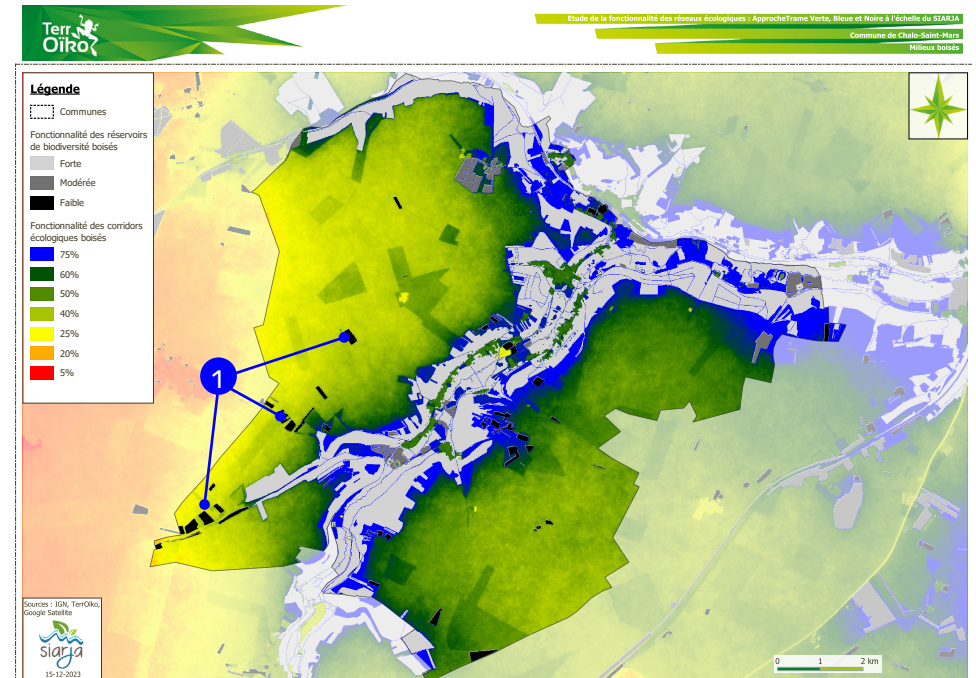 Terr
Oïko
Etude de la fonctionnalité des réseaux écologiques : ApprocheTrame Verte, Bleue et Noire à l'échelle du SIARJA
Commune de Chalo-Saint-Mars
Milieux boisés
Légende
Communes
Fonctionnalité des réservoirs
de biodiversité boisés
Forte
Modérée
Faible
Fonctionnalité des corridors
écologiques boisés
75%
60%
50%
40%
25%
20%
5%
1
Sources : IGN, TerrOïko,
Google Satellite
siarja
15-12-2023
0 1 2 km